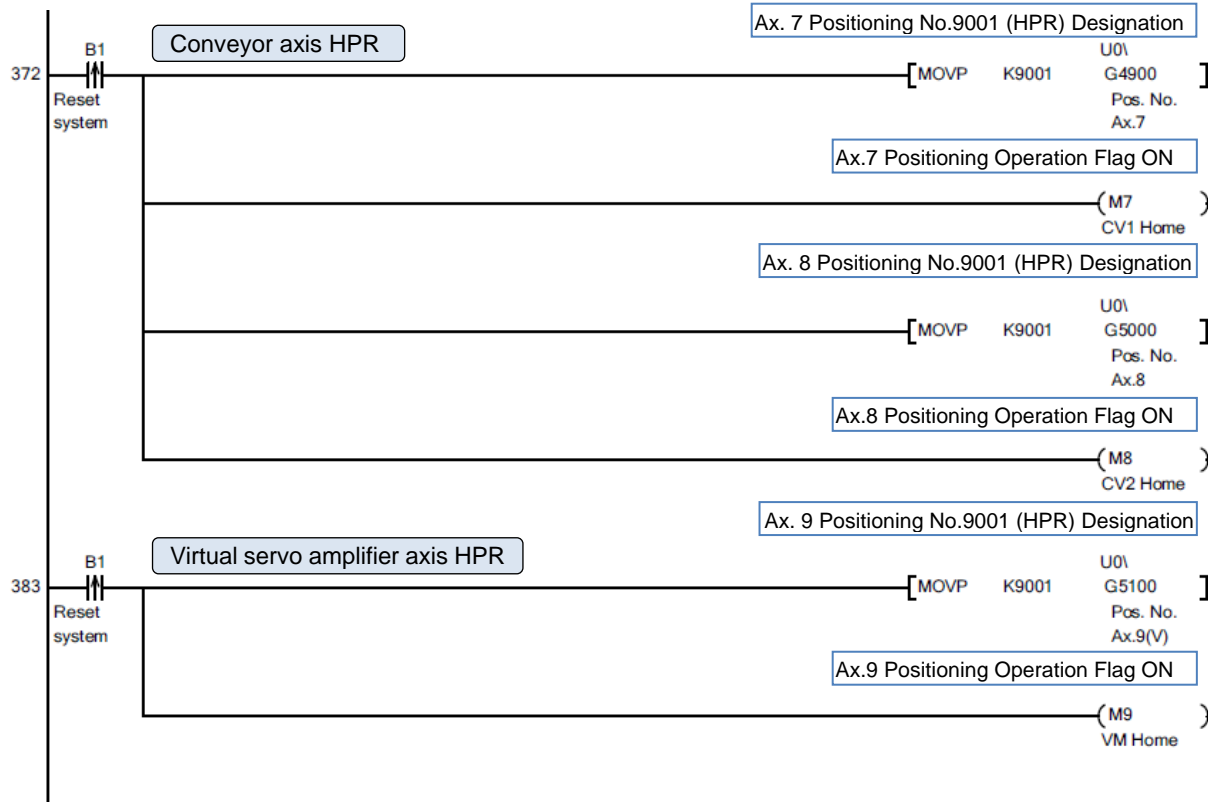 Ax. 7 Positioning No.9001 (HPR) Designation
B1
Conveyor axis HPR
U0\
372
MOVP K9001 G4900
Reset
system
Pos. No.
Ax.7
Ax.7 Positioning Operation Flag ON
M7
CV1 Home
Ax. 8 Positioning No.9001 (HPR) Designation
U0\
MOVP K9001 G5000
Pos. No.
Ax.8
Ax.8 Positioning Operation Flag ON
M8
CV2 Home
Ax. 9 Positioning No.9001 (HPR) Designation
B1
Virtual servo amplifier axis HPR
U0\
383
MOVP K9001 G5100
Reset
system
Pos. No.
Ax.9(V)
Ax.9 Positioning Operation Flag ON
M9
VM Home